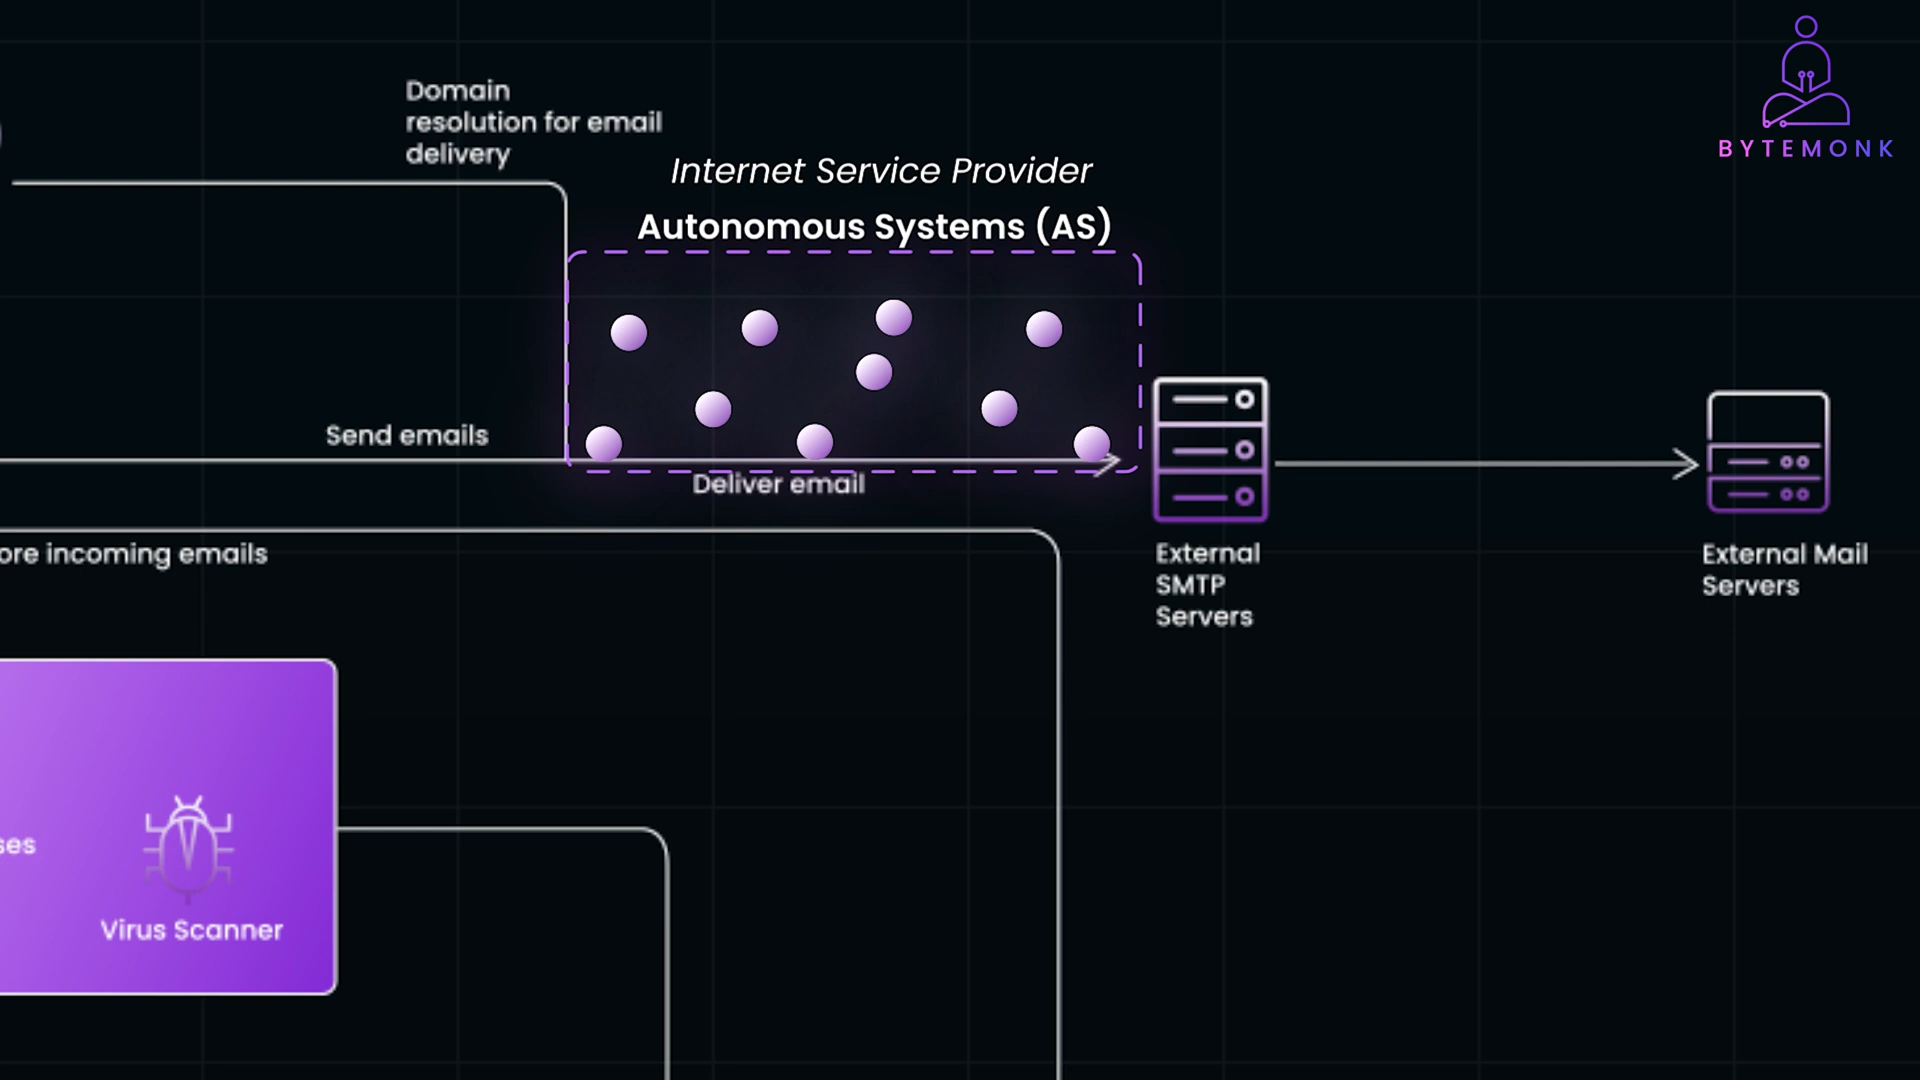 Domain
resolution for email
delivery
Internet Service Provider
Autonomous Systems (AS)
BYTEMONK
Send emails
Deliver email
ore incoming emails
External
SMTP
Servers
External Mail
Servers
ses
Virus Scanner